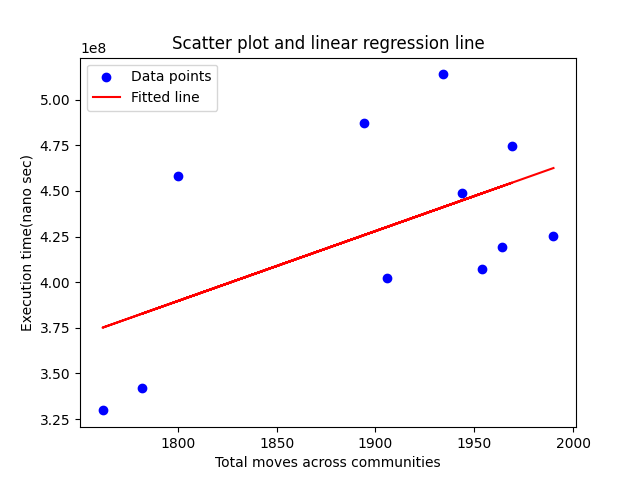 Scatter plot and linear regression line
1e8
Data points
Fitted line
5.00
4.75
4.50
4.25
4.00
3.75
3.50
3.25
Execution time(nano sec)
1800
1850
1900
1950
2000
Total moves across communities